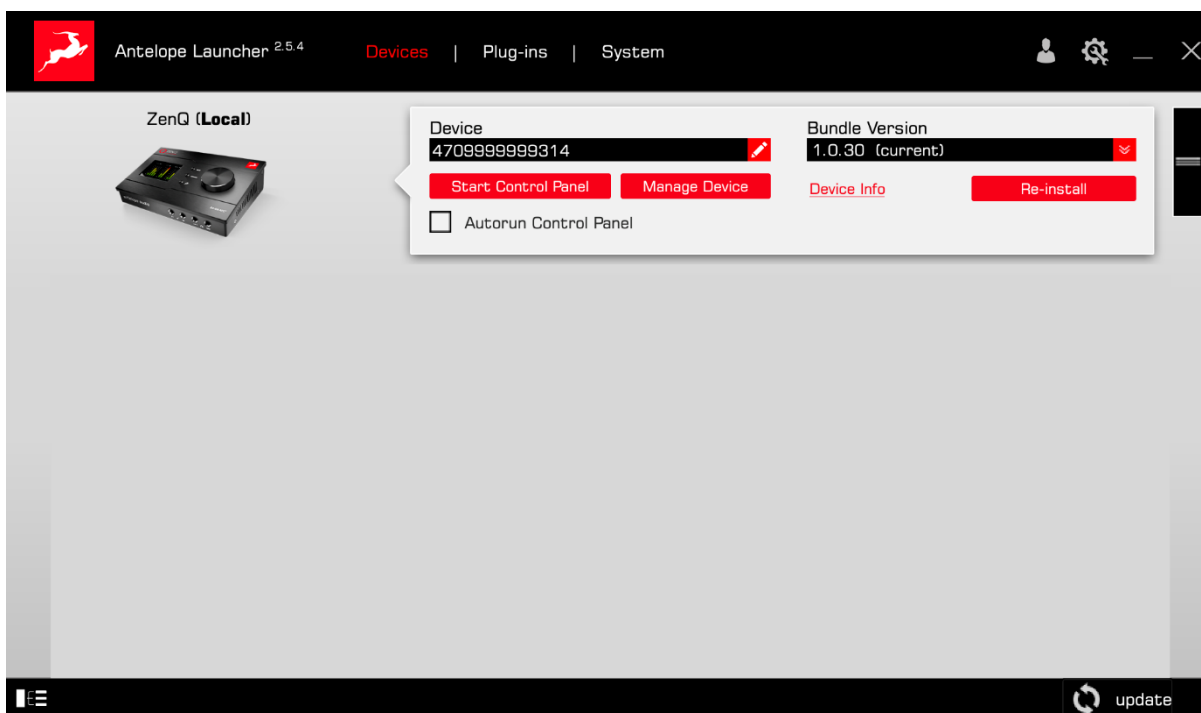 Antelope Launcher 2.5.4 Devices | Plug-ins | System
ZenQ (Local)
Device
Bundle Version
4709999999314
1.0.30 (current)
Start Control Panel
Manage Device
Device Info
Re-install
Autorun Control Panel
update